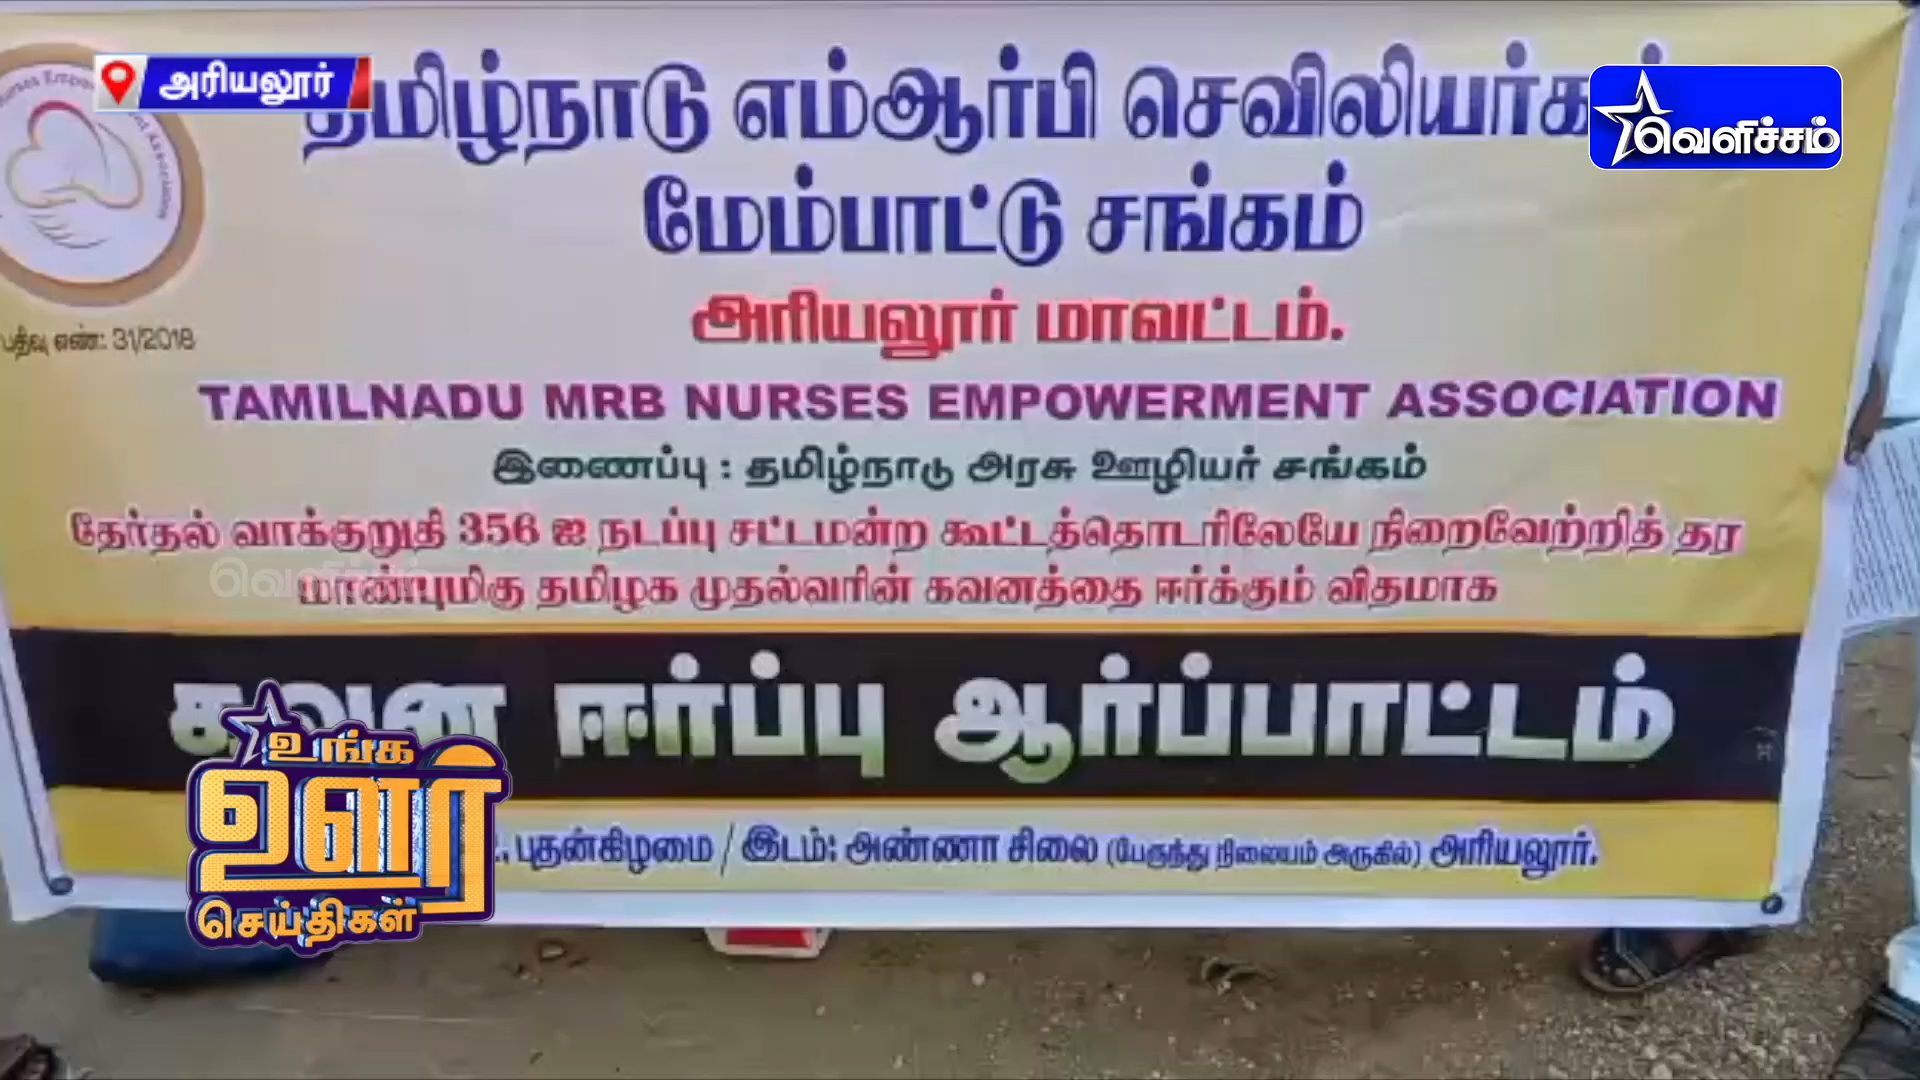 அரியலூர்
வெளிச்சம்
தமிழ்நாடு எம்ஆர்பி
மேம்பாட்டு சங்கம்
பதிவு எண்: 31/2018
அரியலூர் மாவட்டம்.
TAMILNADU MRB NURSES EMPOWERMENT ASSOCIATION
இணைப்பு : தமிழ்நாடு அரசு ஊழியர் சங்கம்
தேர்தல் வாக்குறுதி 356 ஐ நடப்பு சட்டமன்ற கூட்டத்தொடரிலேயே நிறைவேற்றித் தர
வெளிச்சம்
மாண்புமிகு தமிழக முதல்வரின் கவனத்தை ஈர்க்கும் விதமாக
கவன ஈர்ப்பு ஆர்ப்பாட்டம்
உங்க
ஊர்
செய்திகள்
புதன்கிழமை / இடம்: அண்ணா சிலை (பேருந்து நிலையம் அருகில்) அரியலூர்.